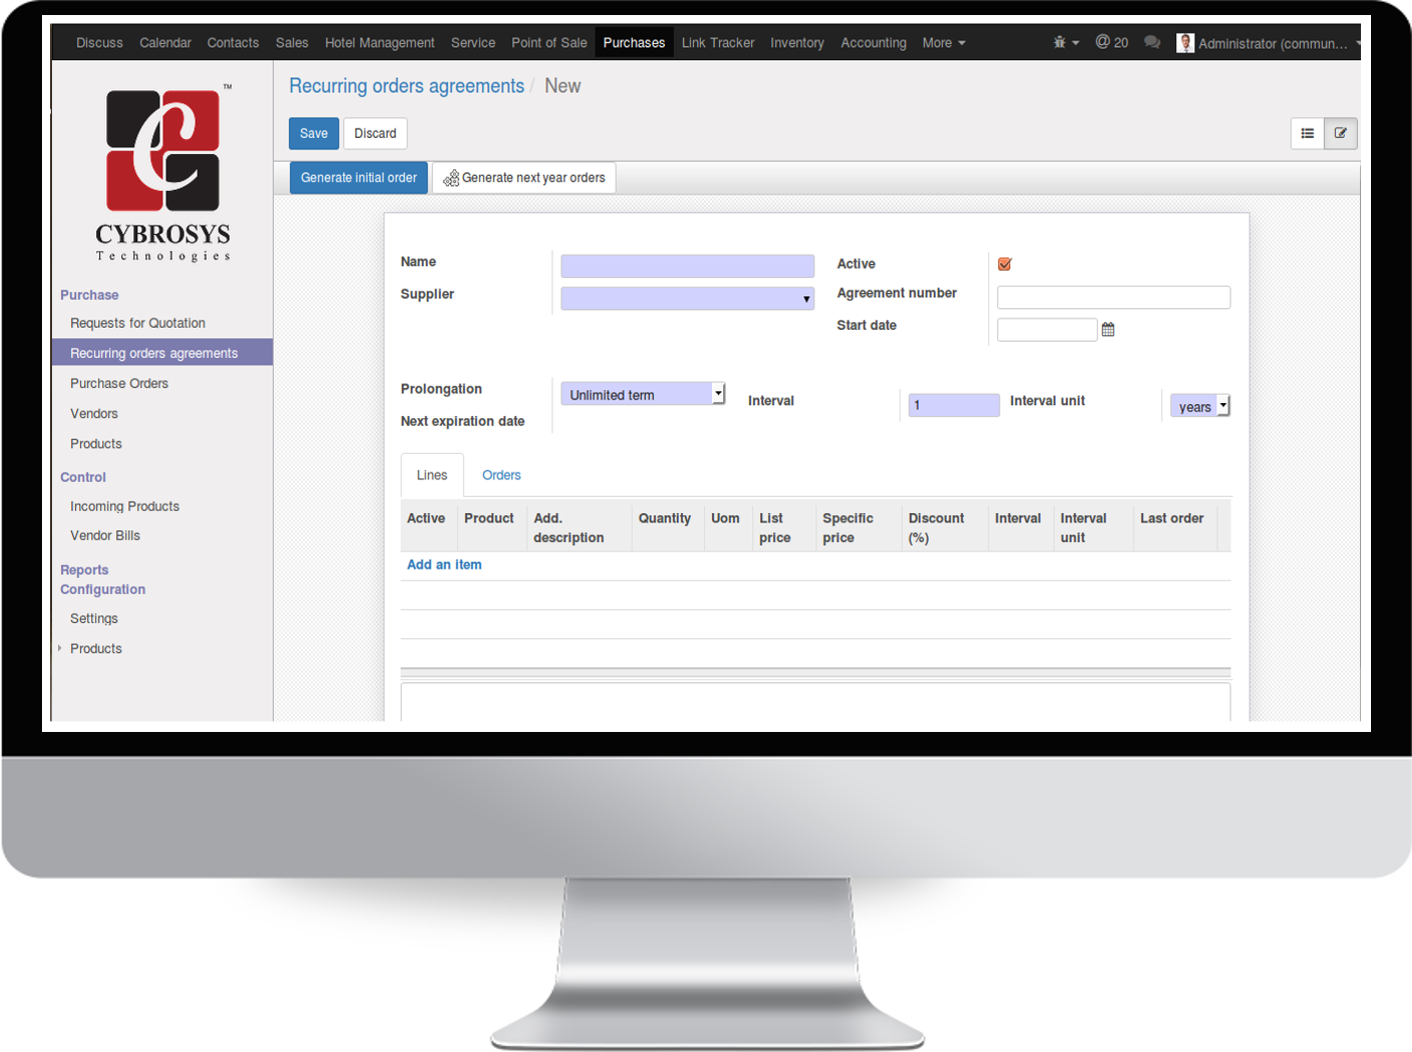 Discuss Calendar Contacts Sales Hotel Management Service Point of Sale Purchases Link Tracker Inventory Accounting More @ 20 Administrator (commun...
TM
CYBROSYS
Technologies
Purchase
Requests for Quotation
Recurring orders agreements
Purchase Orders
Vendors
Products
Control
Incoming Products
Vendor Bills
Reports
Configuration
Settings
Products
Recurring orders agreements / New
Save Discard
Generate initial order Generate next year orders
Name
Supplier
Active
Agreement number
Start date
Prolongation Unlimited term
Next expiration date
Interval 1 Interval unit years
Lines Orders
Active Product Add. description Quantity Uom List price Specific price Discount (%) Interval Interval unit Last order
Add an item